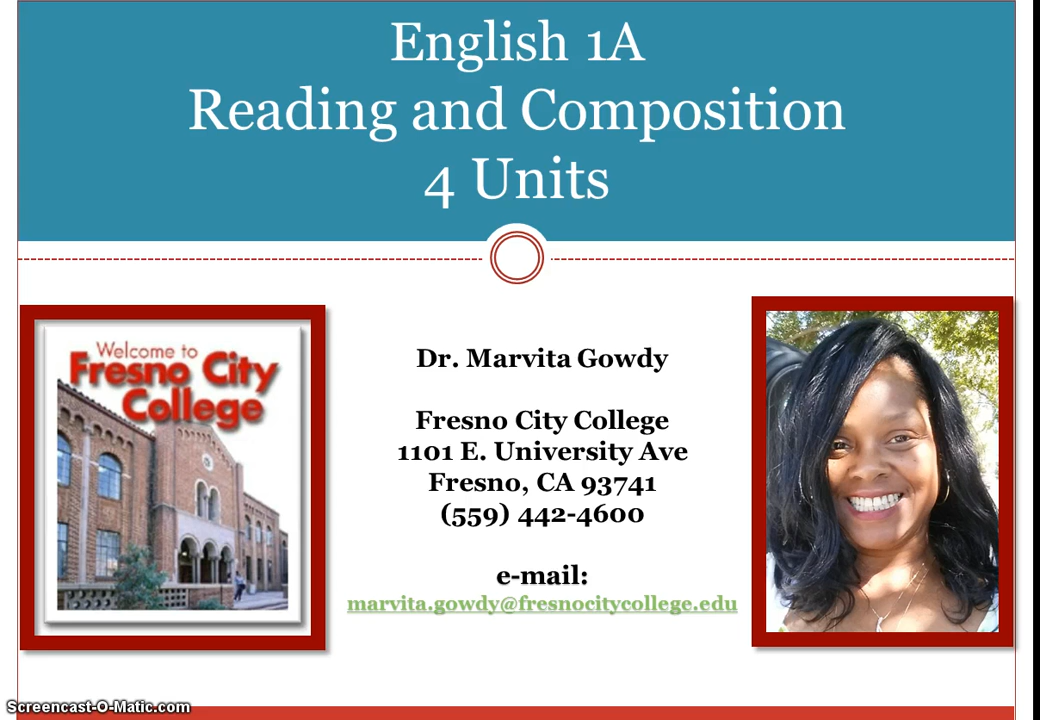 English 1A
Reading and Composition
4 Units
Welcome to
Fresno City
College
Dr. Marvita Gowdy
Fresno City College
1101 E. University Ave
Fresno, CA 93741
(559) 442-4600
e-mail:
marvita.gowdy@fresnocitycollege.edu
Screencast-O-Matic.com